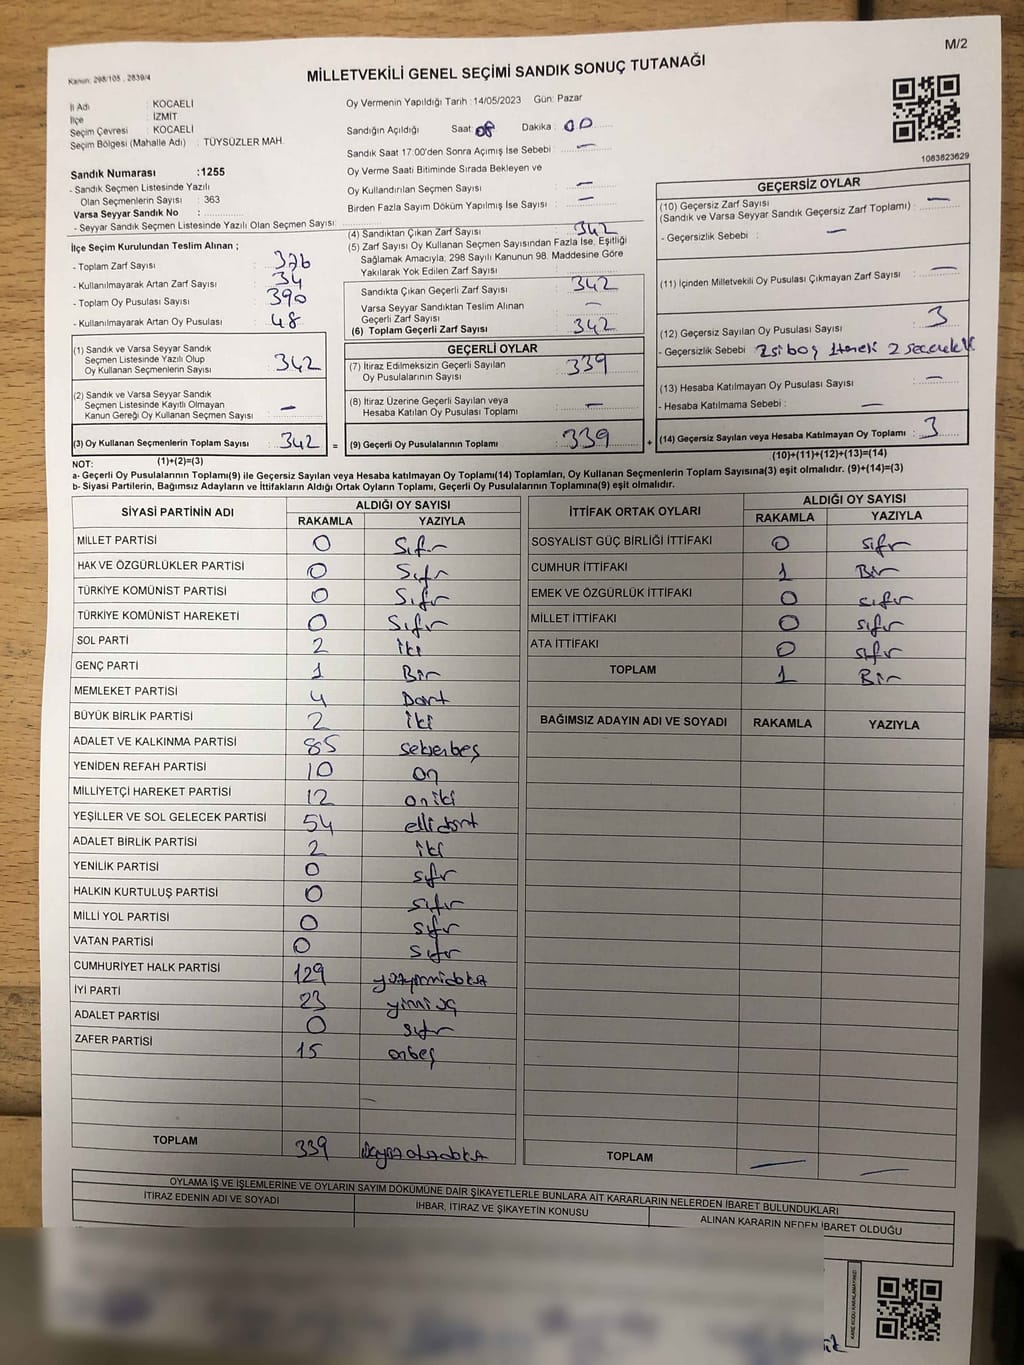 M/2
Kanun: 298/105 , 2839/4
MİLLETVEKİLİ GENEL SEÇİMİ SANDIK SONUÇ TUTANAĞI
İl Adı : KOCAELİ
İlçe : İZMİT
Seçim Çevresi : KOCAELİ
Seçim Bölgesi (Mahalle Adı) : TÜYSÜZLER MAH.
Sandık Numarası :1255
- Sandık Seçmen Listesinde Yazılı
Olan Seçmenlerin Sayısı : 363
Varsa Seyyar Sandık No :
- Seyyar Sandık Seçmen Listesinde Yazılı Olan Seçmen Sayısı:
Oy Vermenin Yapıldığı Tarih :14/05/2023 Gün: Pazar
Sandığın Açıldığı Saat: 08 Dakika : 00
Sandık Saat 17:00'den Sonra Açımış İse Sebebi : —
Oy Verme Saati Bitiminde Sırada Bekleyen ve
Oy Kullandırılan Seçmen Sayısı : —
Birden Fazla Sayım Döküm Yapılmış İse Sayısı : —
1083823629
İlçe Seçim Kurulundan Teslim Alınan ;
- Toplam Zarf Sayısı : 376
- Kullanılmayarak Artan Zarf Sayısı : 34
- Toplam Oy Pusulası Sayısı : 390
- Kullanılmayarak Artan Oy Pusulası : 48
(1) Sandık ve Varsa Seyyar Sandık
Seçmen Listesinde Yazılı Olup
Oy Kullanan Seçmenlerin Sayısı : 342
(2) Sandık ve Varsa Seyyar Sandık
Seçmen Listesinde Kayıtlı Olmayan
Kanun Gereği Oy Kullanan Seçmen Sayısı : —
(3) Oy Kullanan Seçmenlerin Toplam Sayısı : 342 =
(4) Sandıktan Çıkan Zarf Sayısı : 342
(5) Zarf Sayısı Oy Kullanan Seçmen Sayısından Fazla İse, Eşitliği
Sağlamak Amacıyla, 298 Sayılı Kanunun 98. Maddesine Göre
Yakılarak Yok Edilen Zarf Sayısı :
Sandıkta Çıkan Geçerli Zarf Sayısı : 342
Varsa Seyyar Sandıktan Teslim Alınan
Geçerli Zarf Sayısı : —
(6) Toplam Geçerli Zarf Sayısı : 342
GEÇERLİ OYLAR
(7) İtiraz Edilmeksizin Geçerli Sayılan
Oy Pusulalarının Sayısı : 339
(8) İtiraz Üzerine Geçerli Sayılan veya
Hesaba Katılan Oy Pusulası Toplamı : —
(9) Geçerli Oy Pusulalarının Toplamı : 339 +
GEÇERSİZ OYLAR
(10) Geçersiz Zarf Sayısı : —
(Sandık ve Varsa Seyyar Sandık Geçersiz Zarf Toplamı)
- Geçersizlik Sebebi : —
(11) İçinden Milletvekili Oy Pusulası Çıkmayan Zarf Sayısı : —
(12) Geçersiz Sayılan Oy Pusulası Sayısı : 3
- Geçersizlik Sebebi : 2 secenek
(13) Hesaba Katılmayan Oy Pusulası Sayısı : —
- Hesaba Katılmama Sebebi : —
(14) Geçersiz Sayılan veya Hesaba Katılmayan Oy Toplamı : 3
(10)+(11)+(12)+(13)=(14)
NOT: (1)+(2)=(3)
a- Geçerli Oy Pusulalarının Toplamı(9) ile Geçersiz Sayılan veya Hesaba katılmayan Oy Toplamı(14) Toplamları, Oy Kullanan Seçmenlerin Toplam Sayısına(3) eşit olmalıdır. (9)+(14)=(3)
b- Siyasi Partilerin, Bağımsız Adayların ve İttifakların Aldığı Ortak Oyların Toplamı, Geçerli Oy Pusulalarının Toplamına(9) eşit olmalıdır.
SİYASİ PARTİNİN ADI ALDIĞI OY SAYISI
RAKAMLA YAZIYLA
MİLLET PARTİSİ 0 Sıfır
HAK VE ÖZGÜRLÜKLER PARTİSİ 0 Sıfır
TÜRKİYE KOMÜNİST PARTİSİ 0 Sıfır
TÜRKİYE KOMÜNİST HAREKETİ 0 Sıfır
SOL PARTİ 2 iki
GENÇ PARTİ 1 Bir
MEMLEKET PARTİSİ 4 Dört
BÜYÜK BİRLİK PARTİSİ 2 iki
ADALET VE KALKINMA PARTİSİ 85 seksenbeş
YENİDEN REFAH PARTİSİ 10 on
MİLLİYETÇİ HAREKET PARTİSİ 12 oniki
YEŞİLLER VE SOL GELECEK PARTİSİ 54 ellidört
ADALET BİRLİK PARTİSİ 2 iki
YENİLİK PARTİSİ 0 sıfır
HALKIN KURTULUŞ PARTİSİ 0 sıfır
MİLLİ YOL PARTİSİ 0 sıfır
VATAN PARTİSİ 0 sıfır
CUMHURİYET HALK PARTİSİ 129 yüzyirmidokuz
İYİ PARTİ 23 yirmiüç
ADALET PARTİSİ 0 sıfır
ZAFER PARTİSİ 15 onbeş
TOPLAM 339 üçyüzotuzdokuz
İTTİFAK ORTAK OYLARI ALDIĞI OY SAYISI
RAKAMLA YAZIYLA
SOSYALİST GÜÇ BİRLİĞİ İTTİFAKI 0 sıfır
CUMHUR İTTİFAKI 1 Bir
EMEK VE ÖZGÜRLÜK İTTİFAKI 0 sıfır
MİLLET İTTİFAKI 0 sıfır
ATA İTTİFAKI 0 sıfır
TOPLAM 1 Bir
BAĞIMSIZ ADAYIN ADI VE SOYADI RAKAMLA YAZIYLA
TOPLAM — —
OYLAMA İŞ VE İŞLEMLERİNE VE OYLARIN SAYIM DÖKÜMÜNE DAİR ŞİKAYETLERLE BUNLARA AİT KARARLARIN NELERDEN İBARET BULUNDUKLARI
İTİRAZ EDENİN ADI VE SOYADI İHBAR, İTİRAZ VE ŞİKAYETİN KONUSU ALINAN KARARIN NEDEN İBARET OLDUĞU
KARE KODU KARALAMAYINIZ!